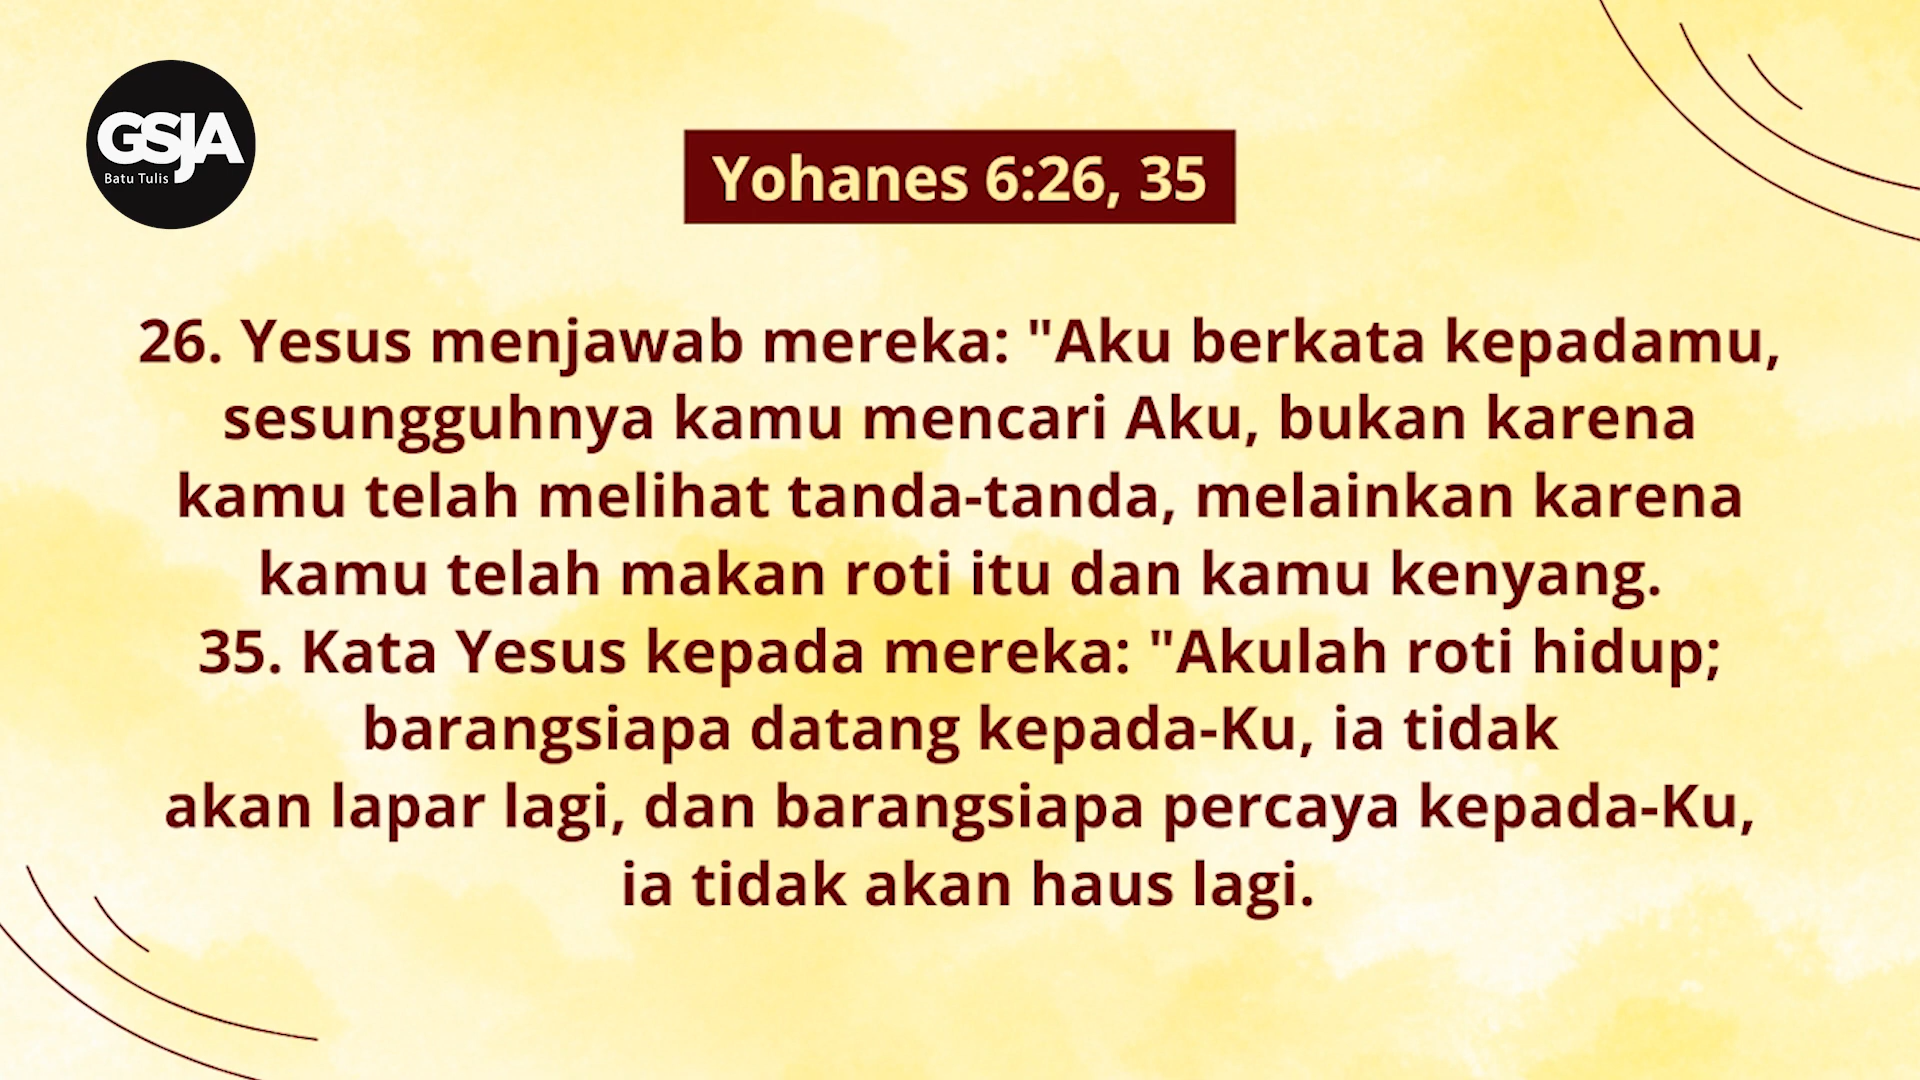 GSJA
Batu Tulis
Yohanes 6:26, 35
26. Yesus menjawab mereka: "Aku berkata kepadamu,
sesungguhnya kamu mencari Aku, bukan karena
kamu telah melihat tanda-tanda, melainkan karena
kamu telah makan roti itu dan kamu kenyang.
35. Kata Yesus kepada mereka: "Akulah roti hidup;
barangsiapa datang kepada-Ku, ia tidak
akan lapar lagi, dan barangsiapa percaya kepada-Ku,
ia tidak akan haus lagi.